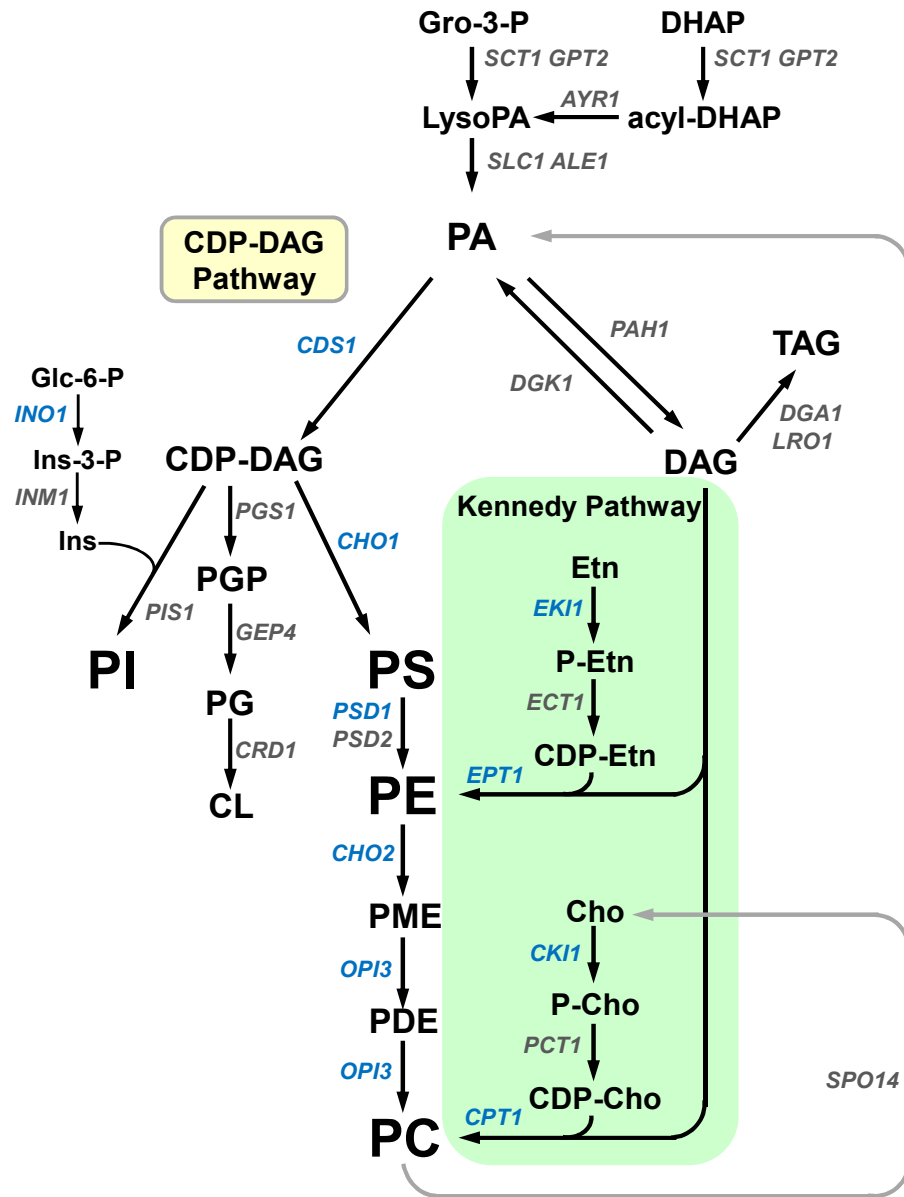 Gro-3-P
DHAP
SCT1 GPT2
SCT1 GPT2
AYR1
LysoPA
acyl-DHAP
SLC1 ALE1
CDP-DAG
Pathway
PA
CDS1
PAH1
DGK1
TAG
DGA1
LRO1
Glc-6-P
INO1
Ins-3-P
INM1
Ins
CDP-DAG
DAG
PGS1
CHO1
PIS1
PGP
GEP4
PI
PG
CRD1
CL
PS
PSD1
PSD2
PE
CHO2
PME
OPI3
PDE
OPI3
PC
Kennedy Pathway
Etn
EKI1
P-Etn
ECT1
CDP-Etn
EPT1
Cho
CKI1
P-Cho
PCT1
CDP-Cho
CPT1
SPO14